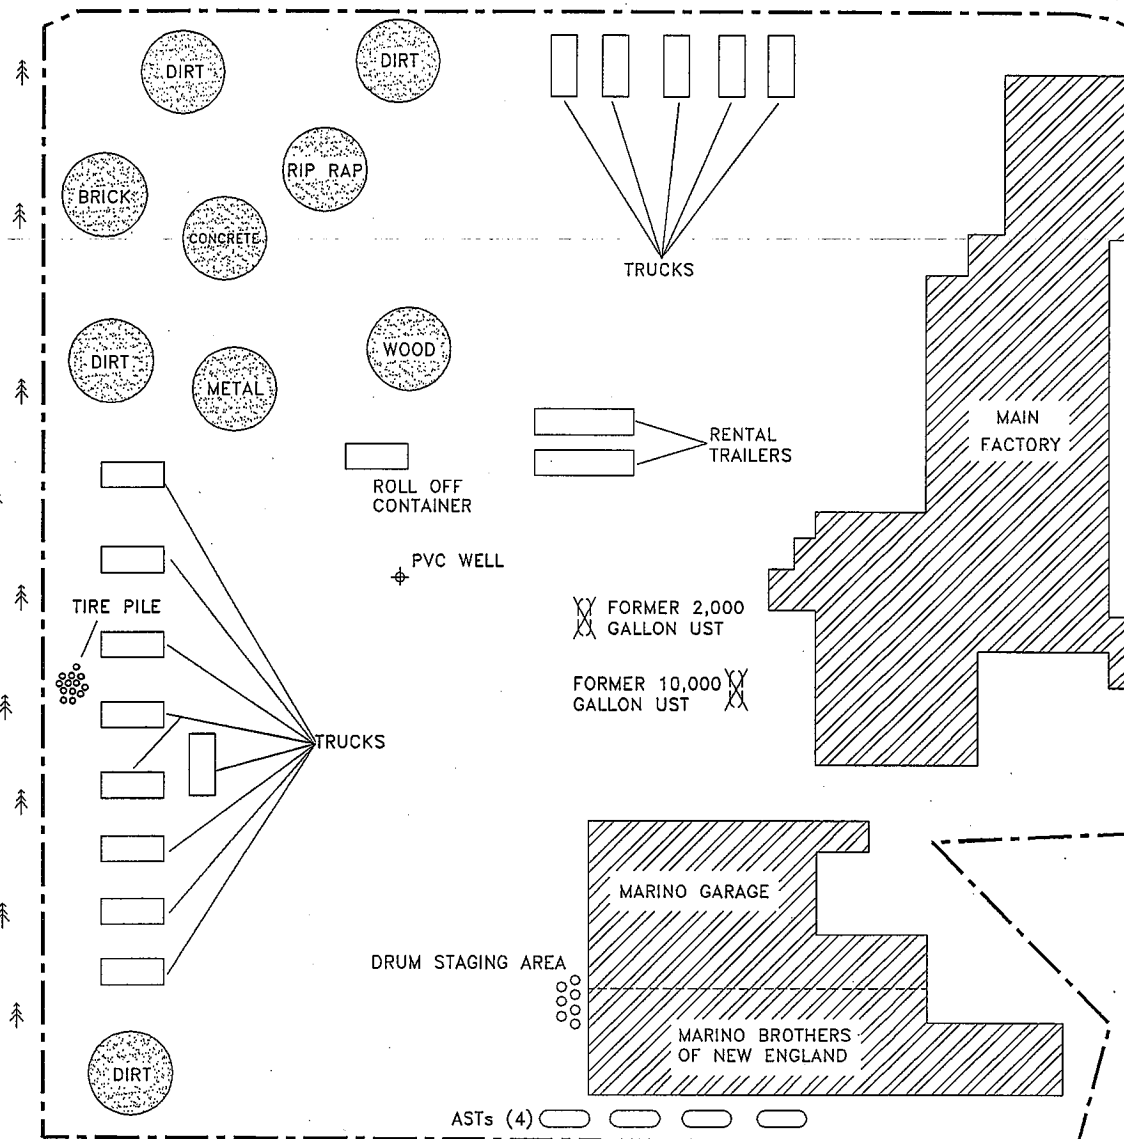 DIRT
DIRT
RIP RAP
BRICK
CONCRETE
TRUCKS
DIRT
METAL
WOOD
MAIN
FACTORY
RENTAL
TRAILERS
ROLL OFF
CONTAINER
PVC WELL
TIRE PILE
FORMER 2,000
GALLON UST
FORMER 10,000
GALLON UST
TRUCKS
MARINO GARAGE
DRUM STAGING AREA
MARINO BROTHERS
OF NEW ENGLAND
DIRT
ASTs (4)